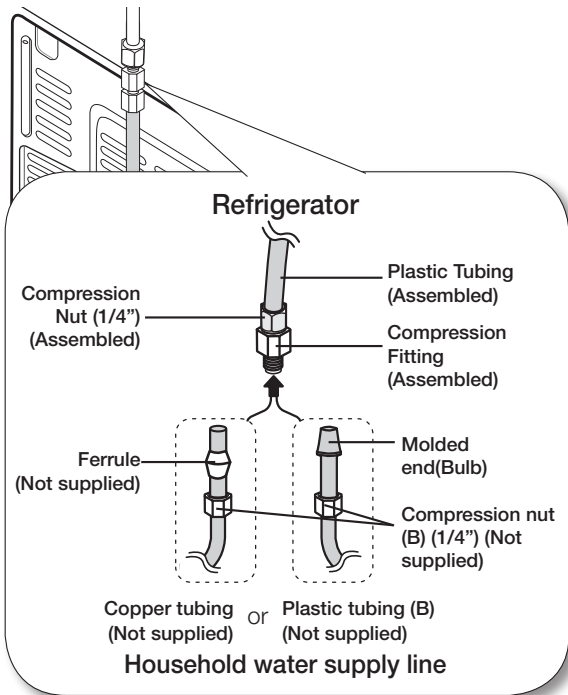 Refrigerator
Compression
Nut (1/4”)
(Assembled)
Plastic Tubing
(Assembled)
Compression
Fitting
(Assembled)
Ferrule
(Not supplied)
Molded
end(Bulb)
Compression nut
(B) (1/4”) (Not
supplied)
Copper tubing
(Not supplied)
or
Plastic tubing (B)
(Not supplied)
Household water supply line